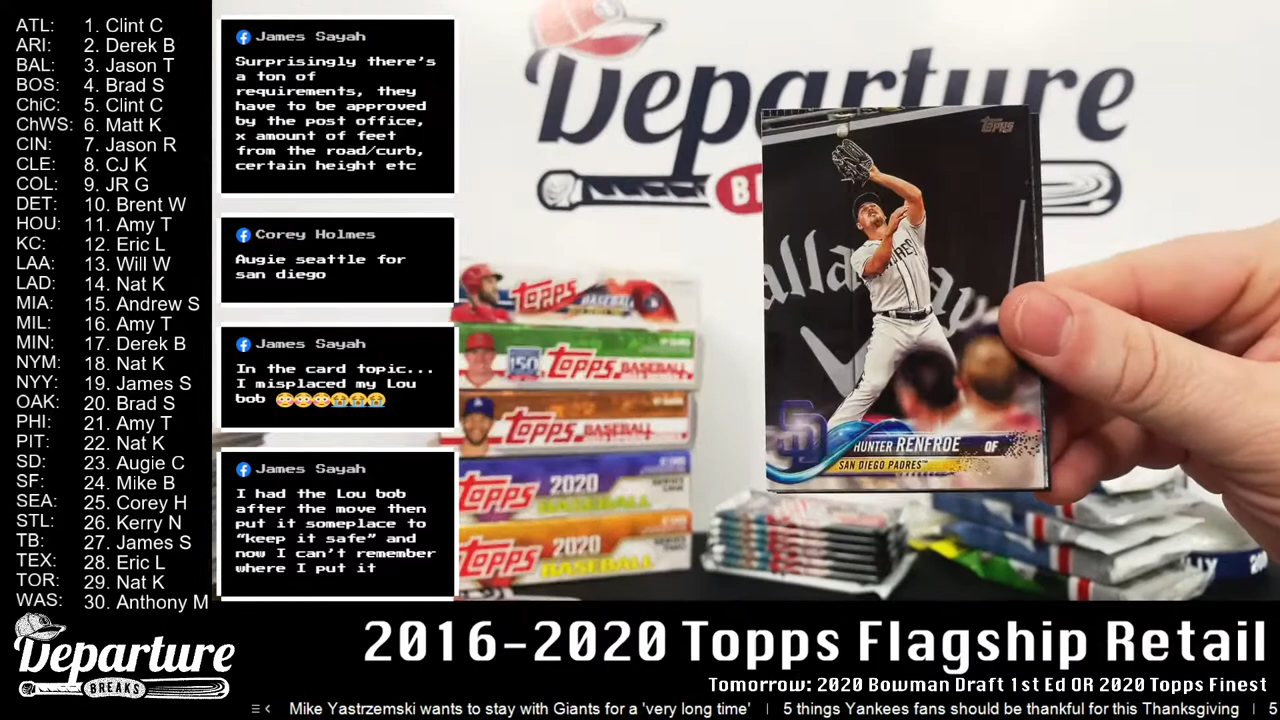 ATL: 1. Clint C
ARI: 2. Derek B
BAL: 3. Jason T
BOS: 4. Brad S
ChiC: 5. Clint C
ChWS: 6. Matt K
CIN: 7. Jason R
CLE: 8. CJ K
COL: 9. JR G
DET: 10. Brent W
HOU: 11. Amy T
KC: 12. Eric L
LAA: 13. Will W
LAD: 14. Nat K
MIA: 15. Andrew S
MIL: 16. Amy T
MIN: 17. Derek B
NYM: 18. Nat K
NYY: 19. James S
OAK: 20. Brad S
PHI: 21. Amy T
PIT: 22. Nat K
SD: 23. Augie C
SF: 24. Mike B
SEA: 25. Corey H
STL: 26. Kerry N
TB: 27. James S
TEX: 28. Eric L
TOR: 29. Nat K
WAS: 30. Anthony M
James Sayah
Surprisingly there's
a ton of
requirements, they
have to be approved
by the post office,
x amount of feet
from the road/curb,
certain height etc
Corey Holmes
Augie seattle for
san diego
James Sayah
In the card topic...
I misplaced my Lou
bob 😳😳😳😭😭😭
James Sayah
I had the Lou bob
after the move then
put it someplace to
"keep it safe" and
now I can't remember
where I put it
Departure
B
Topps
HUNTER RENFROE OF
SAN DIEGO PADRES™
SD
Topps BASEBALL
150 Topps BASEBALL
Topps BASEBALL
Topps 2020 BASEBALL
Topps 2020 BASEBALL
Departure
BREAKS
2016-2020 Topps Flagship Retail
Tomorrow: 2020 Bowman Draft 1st Ed OR 2020 Topps Finest
Mike Yastrzemski wants to stay with Giants for a 'very long time' | 5 things Yankees fans should be thankful for this Thanksgiving | 5